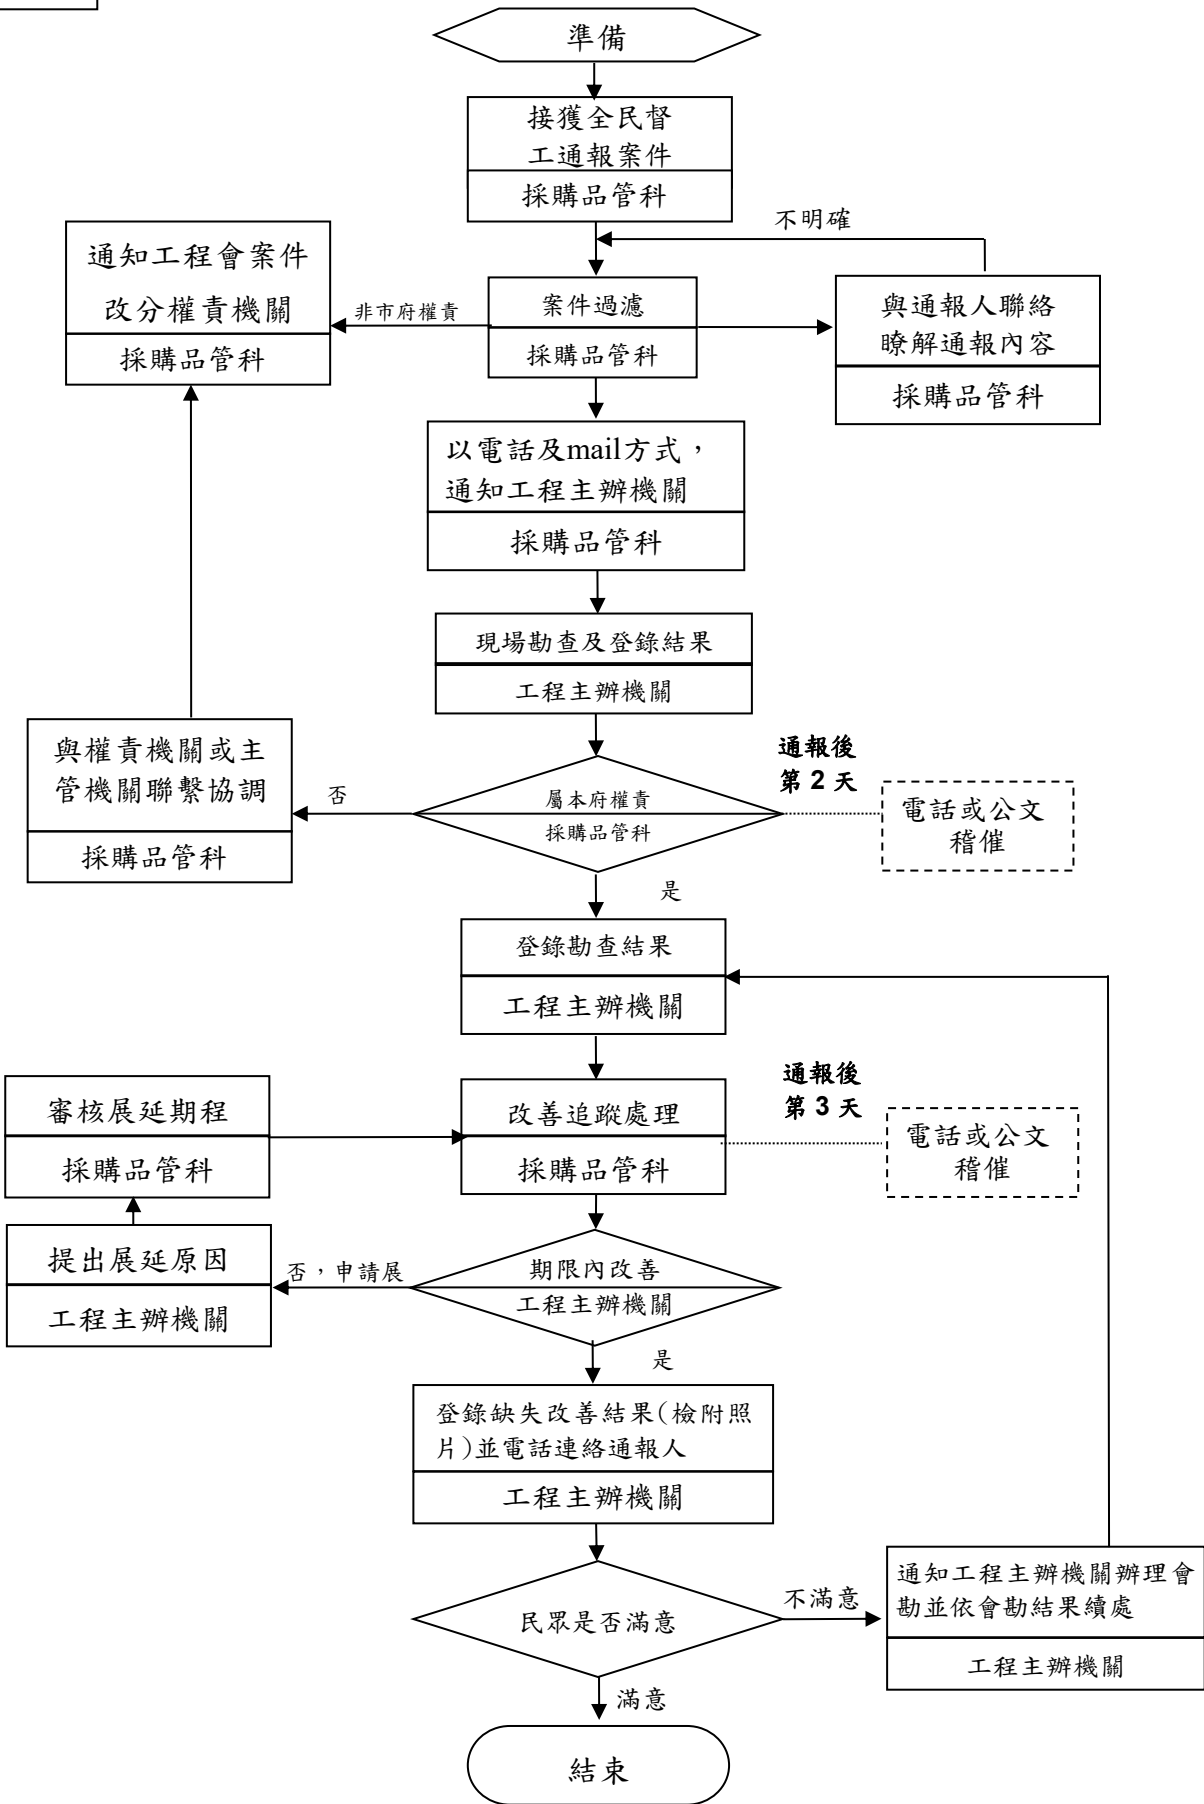 準備
接獲全民督
工通報案件
採購品管科
不明確
通知工程會案件
改分權責機關
採購品管科
非市府權責
案件過濾
採購品管科
與通報人聯絡
瞭解通報內容
採購品管科
以電話及mail方式，
通知工程主辦機關
採購品管科
現場勘查及登錄結果
工程主辦機關
與權責機關或主
管機關聯繫協調
採購品管科
否
屬本府權責
採購品管科
通報後
第 2 天
電話或公文
稽催
是
登錄勘查結果
工程主辦機關
審核展延期程
採購品管科
改善追蹤處理
採購品管科
通報後
第 3 天
電話或公文
稽催
提出展延原因
工程主辦機關
否，申請展
期限內改善
工程主辦機關
是
登錄缺失改善結果(檢附照
片)並電話連絡通報人
工程主辦機關
民眾是否滿意
不滿意
通知工程主辦機關辦理會
勘並依會勘結果續處
工程主辦機關
滿意
結束